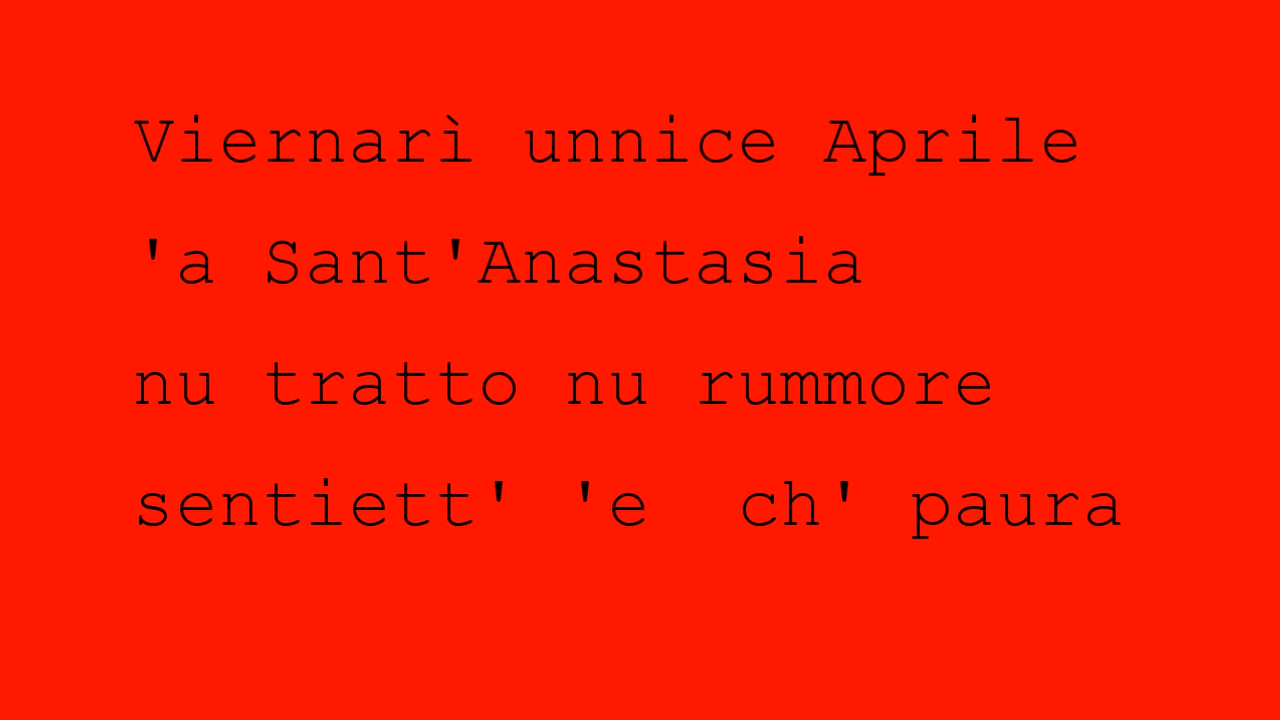 Viernarì unnice Aprile
'a Sant'Anastasia
nu tratto nu rummore
sentiett' 'e  ch' paura